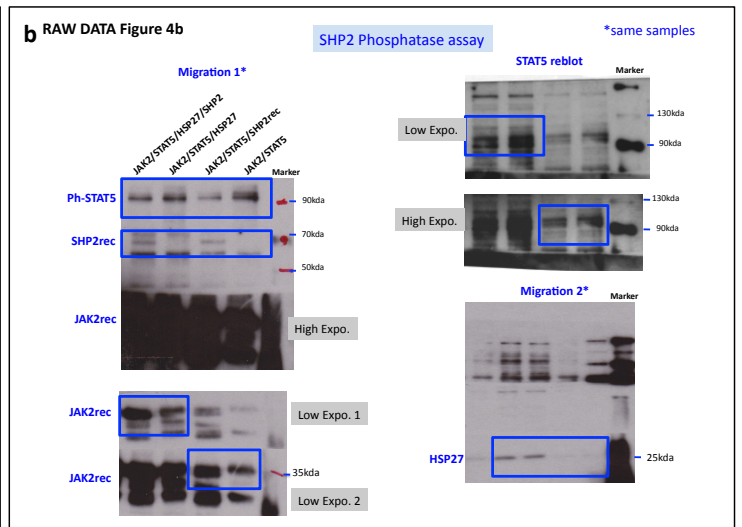 b RAW DATA Figure 4b
SHP2 Phosphatase assay
*same samples
Migration 1*
JAK2/STAT5/HSP27/SHP2
JAK2/STAT5/HSP27
JAK2/STAT5/SHP2rec
JAK2/STAT5
Marker
Ph-STAT5
90kda
SHP2rec
70kda
50kda
JAK2rec
High Expo.
JAK2rec
Low Expo. 1
JAK2rec
35kda
Low Expo. 2
STAT5 reblot
Marker
Low Expo.
130kda
90kda
High Expo.
130kda
90kda
Migration 2*
Marker
HSP27
25kda